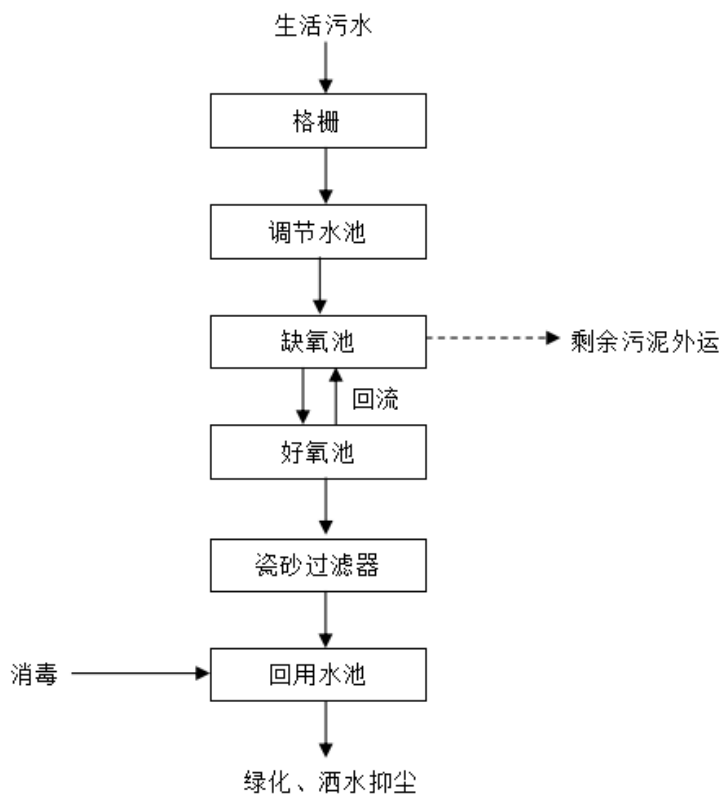 生活污水
格栅
调节水池
缺氧池
剩余污泥外运
回流
好氧池
瓷砂过滤器
消毒
回用水池
绿化、洒水抑尘